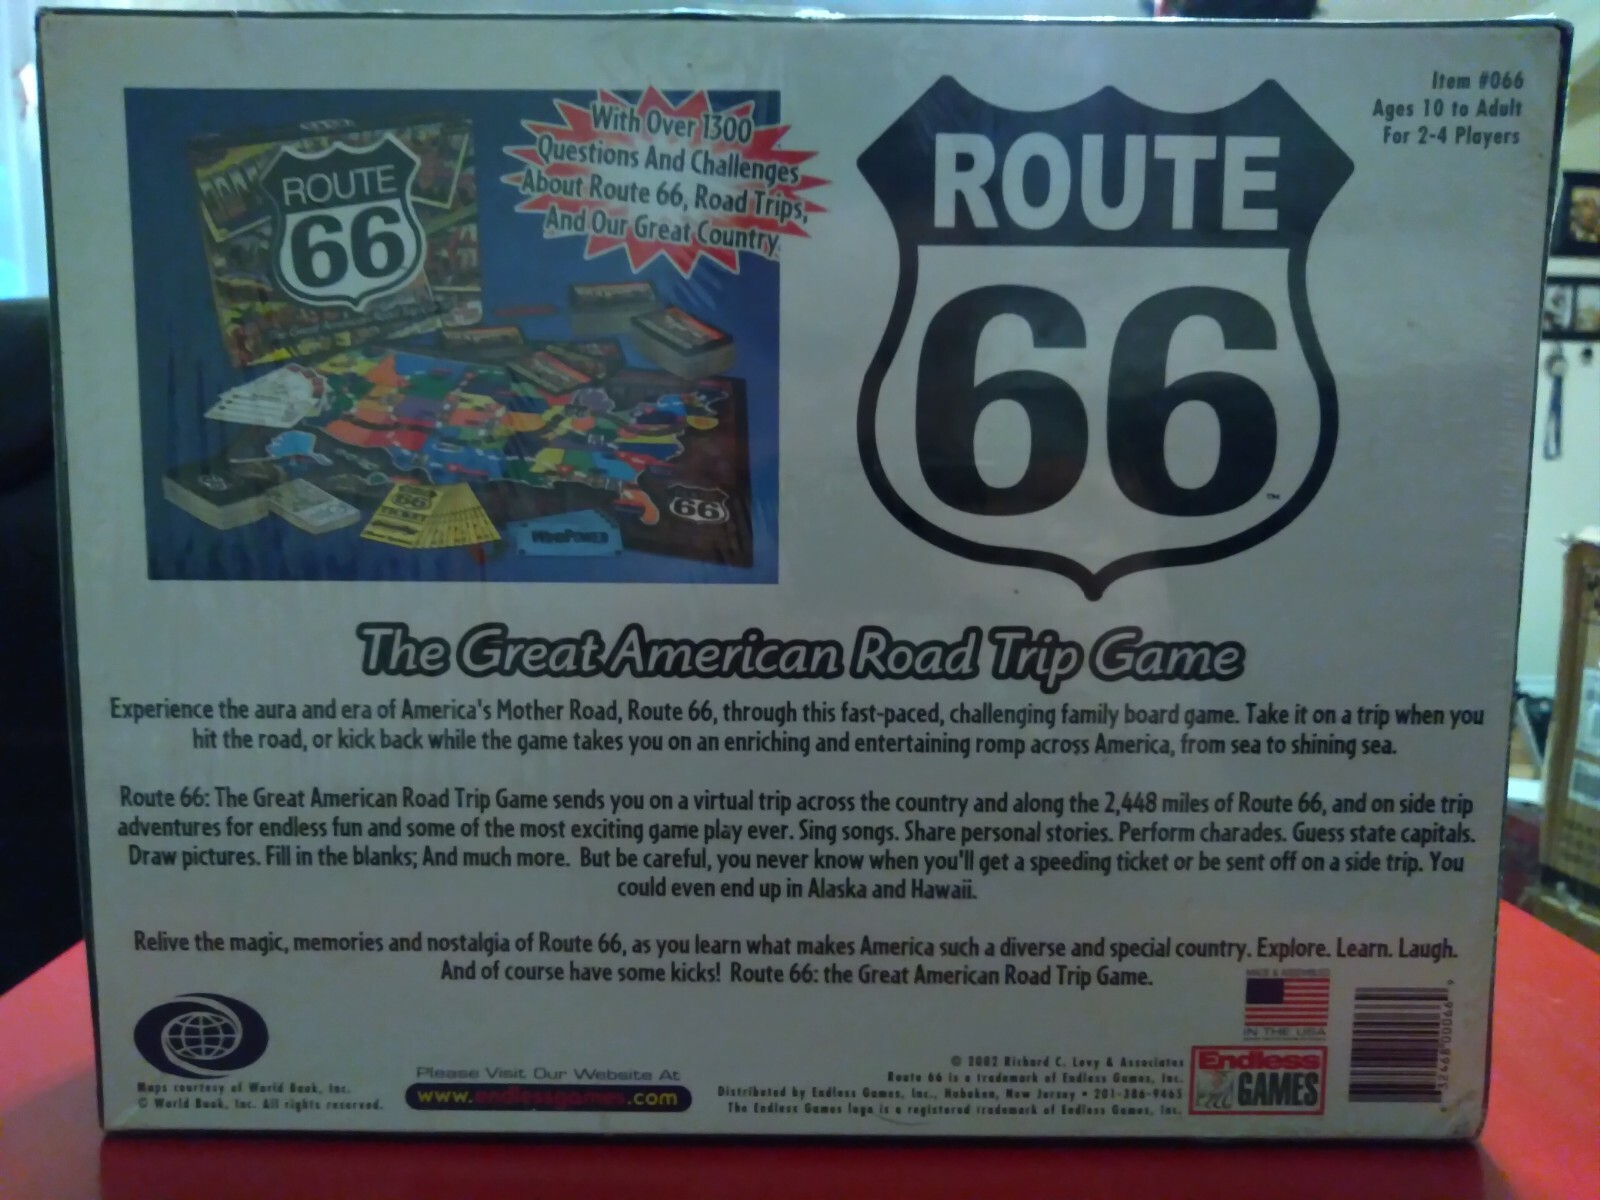 Item #066
Ages 10 to Adult
For 2-4 Players
With Over 1300
Questions And Challenges
About Route 66, Road Trips,
And Our Great Country.
ROUTE
66
ROUTE
66
TICKET
WINDPOWER
66
The Great American Road Trip Game
Experience the aura and era of America's Mother Road, Route 66, through this fast-paced, challenging family board game. Take it on a trip when you
hit the road, or kick back while the game takes you on an enriching and entertaining romp across America, from sea to shining sea.
Route 66: The Great American Road Trip Game sends you on a virtual trip across the country and along the 2,448 miles of Route 66, and on side trip
adventures for endless fun and some of the most exciting game play ever. Sing songs. Share personal stories. Perform charades. Guess state capitals.
Draw pictures. Fill in the blanks; And much more. But be careful, you never know when you'll get a speeding ticket or be sent off on a side trip. You
could even end up in Alaska and Hawaii.
Relive the magic, memories and nostalgia of Route 66, as you learn what makes America such a diverse and special country. Explore. Learn. Laugh.
And of course have some kicks! Route 66: the Great American Road Trip Game.
MADE & ASSEMBLED
IN THE USA
Maps courtesy of World Book, Inc.
© World Book, Inc. All rights reserved.
Please Visit Our Website At
www.endlessgames.com
© 2002 Richard C. Levy & Associates
Route 66 is a trademark of Endless Games, Inc.
Distributed by Endless Games, Inc., Hoboken, New Jersey • 201-386-9465
The Endless Games logo is a registered trademark of Endless Games, Inc.
Endless
GAMES